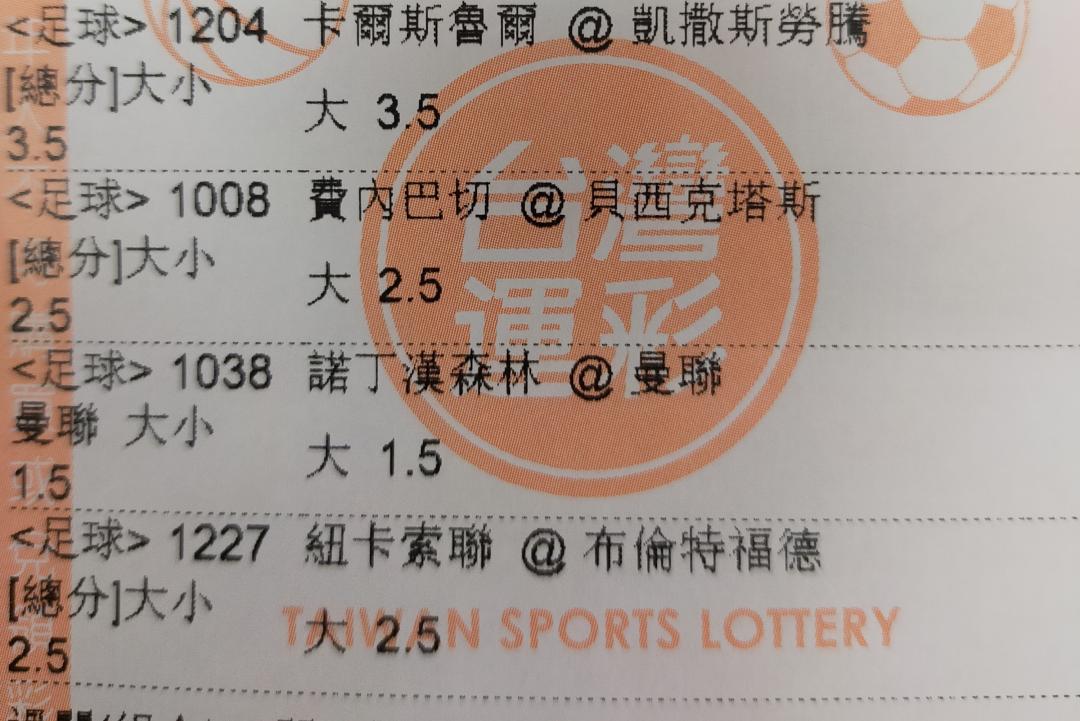 <足球> 1204 卡爾斯魯爾 @ 凱撒斯勞騰
[總分]大小
大 3.5
3.5
<足球> 1008 費內巴切 @ 貝西克塔斯
[總分]大小
大 2.5
2.5
<足球> 1038 諾丁漢森林 @ 曼聯
曼聯 大小
大 1.5
1.5
<足球> 1227 紐卡索聯 @ 布倫特福德
[總分]大小
大 2.5
2.5
台灣
運彩
TAIWAN SPORTS LOTTERY